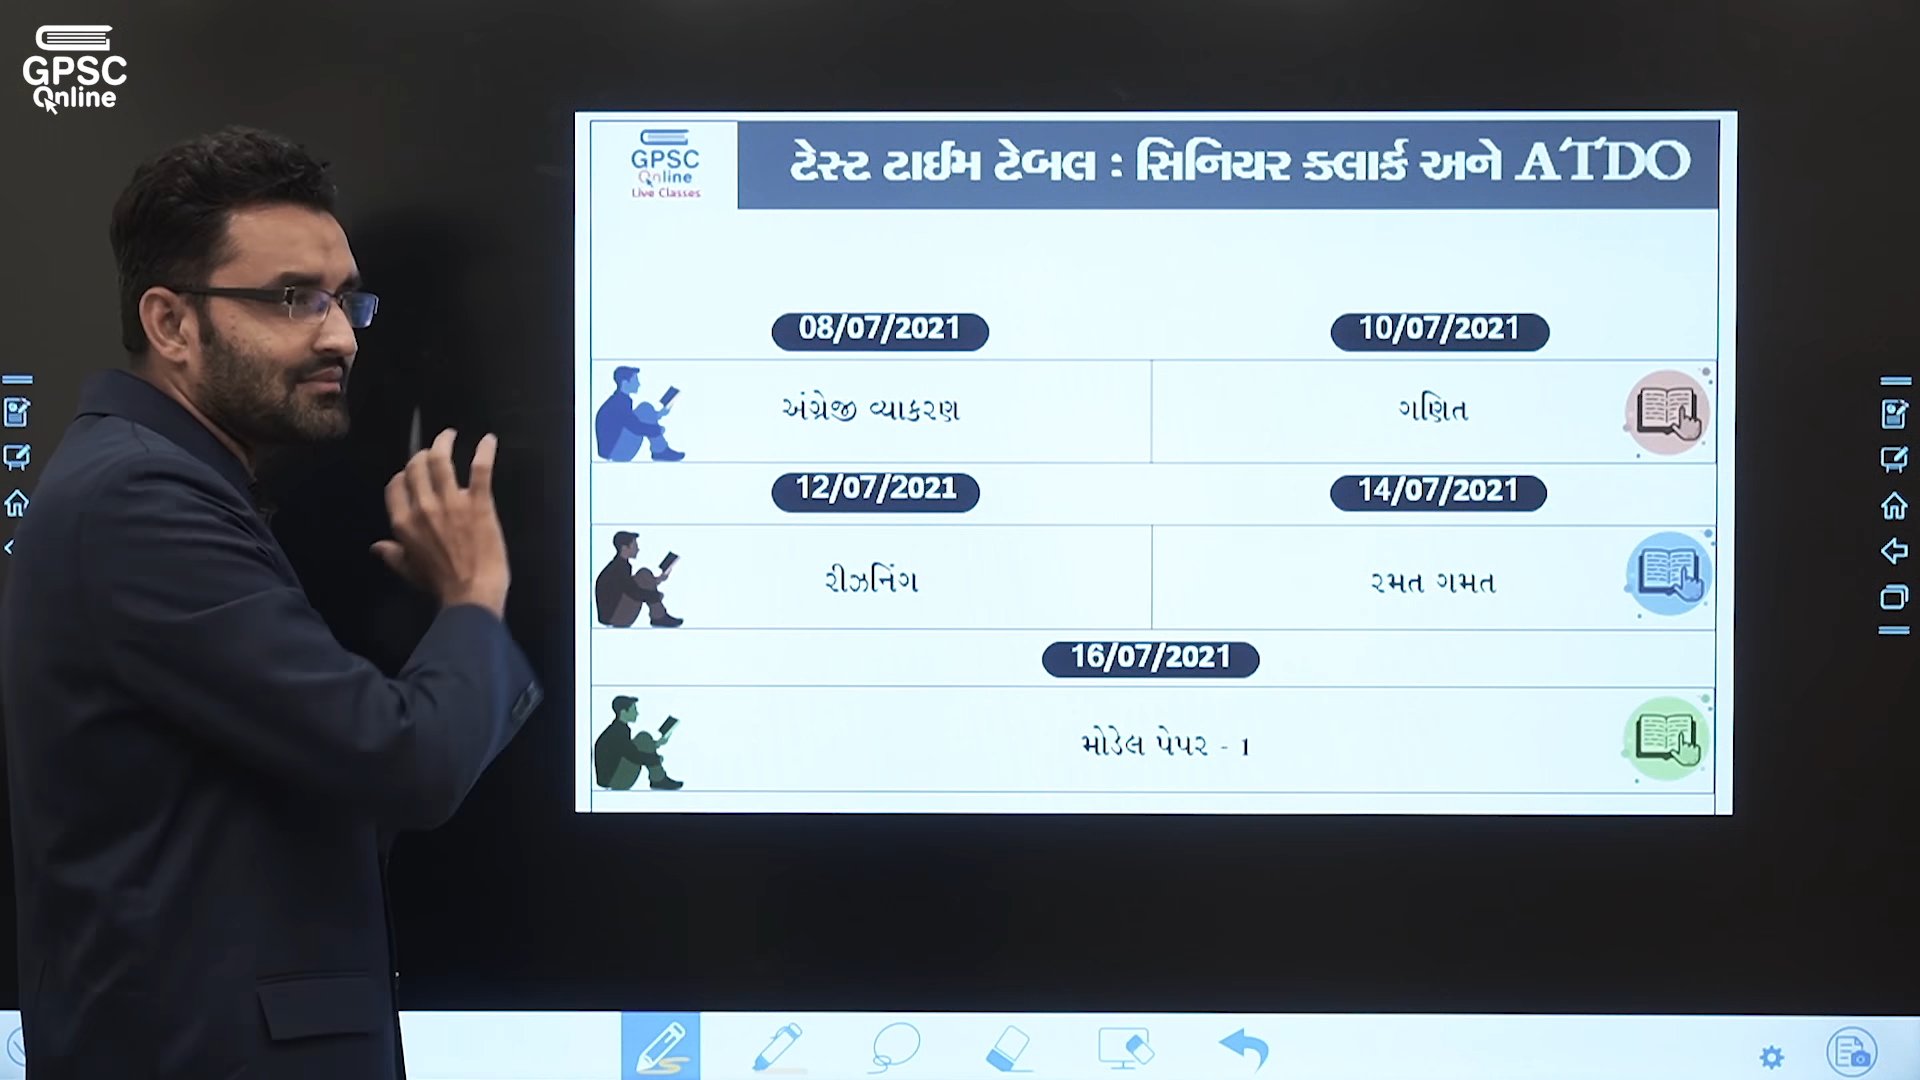 GPSC
Online
GPSC
Online
Live Classes
ટેસ્ટ ટાઈમ ટેબલ : સિનિયર ક્લાર્ક અને ATDO
08/07/2021
10/07/2021
અંગ્રેજી વ્યાકરણ
ગણિત
12/07/2021
14/07/2021
રીઝનિંગ
રમત ગમત
16/07/2021
મોડેલ પેપર - 1